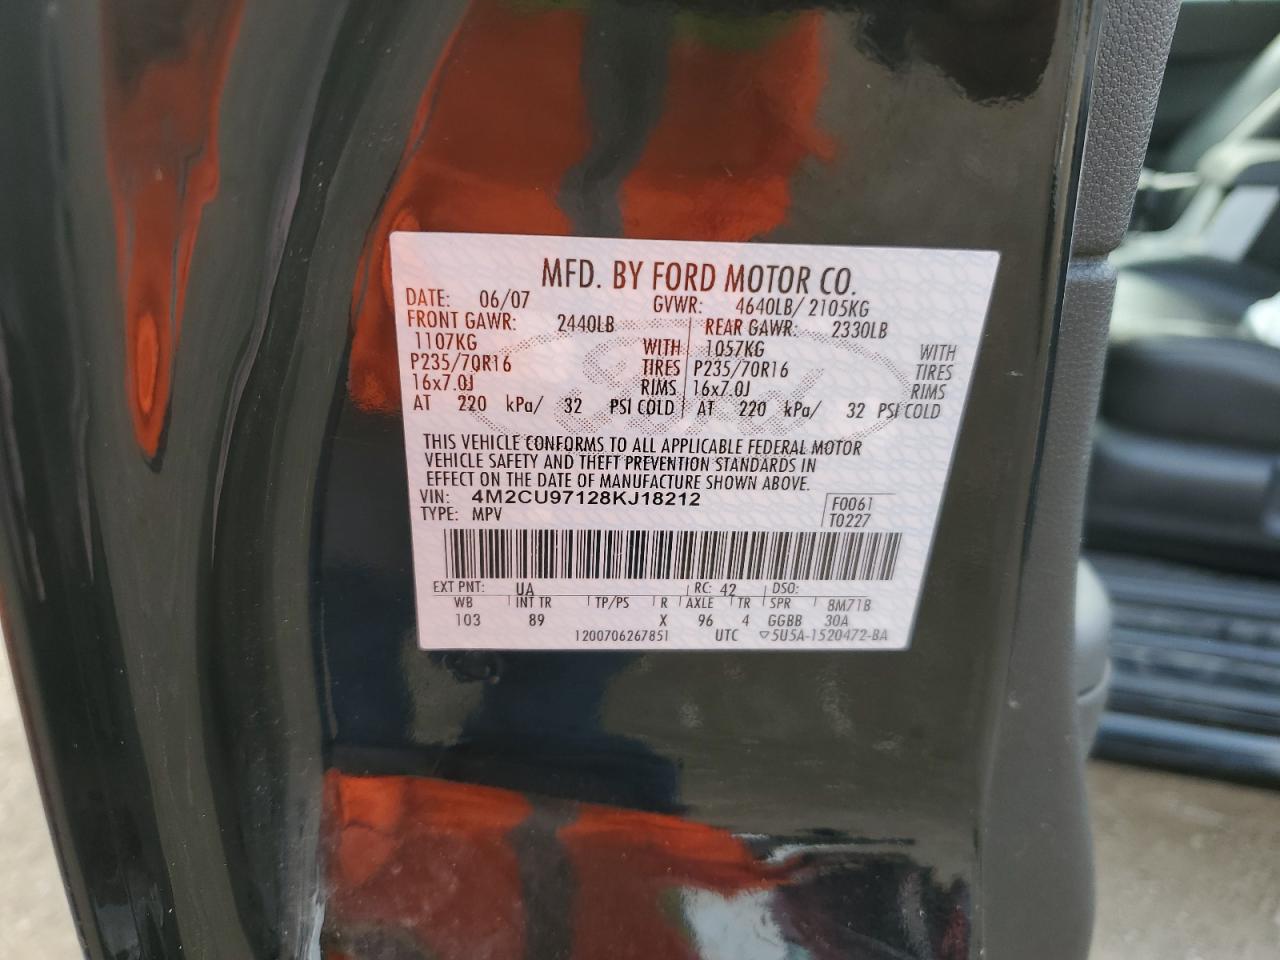 MFD. BY FORD MOTOR CO.
DATE: 06/07 GVWR: 4640LB/ 2105KG
FRONT GAWR: 2440LB REAR GAWR: 2330LB
1107KG WITH 1057KG WITH
P235/70R16 TIRES P235/70R16 TIRES
16x7.0J RIMS 16x7.0J RIMS
AT 220 kPa/ 32 PSI COLD AT 220 kPa/ 32 PSI COLD
THIS VEHICLE CONFORMS TO ALL APPLICABLE FEDERAL MOTOR
VEHICLE SAFETY AND THEFT PREVENTION STANDARDS IN
EFFECT ON THE DATE OF MANUFACTURE SHOWN ABOVE.
VIN: 4M2CU97128KJ18212 F0061
TYPE: MPV T0227
EXT PNT: UA RC: 42 DSO:
WB INT TR TP/PS R AXLE TR SPR 8M71B
103 89 X 96 4 GGBB 30A
1200706267851 UTC ▽5U5A-1520472-BA